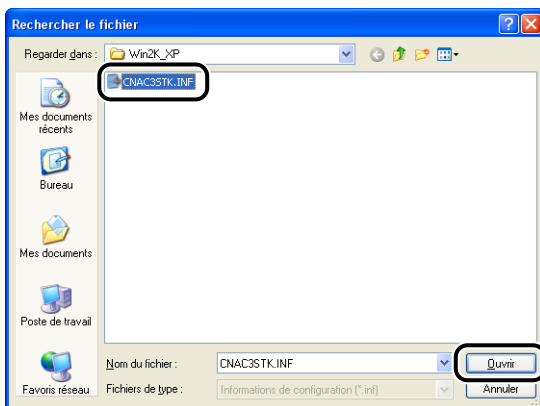 Rechercher le fichier
Regarder dans :
Win2K_XP
CNAC3STK.INF
Mes documents
récents
Bureau
Mes documents
Poste de travail
Favoris réseau
Nom du fichier :
CNAC3STK.INF
Ouvrir
Fichiers de type :
Informations de configuration (*.inf)
Annuler